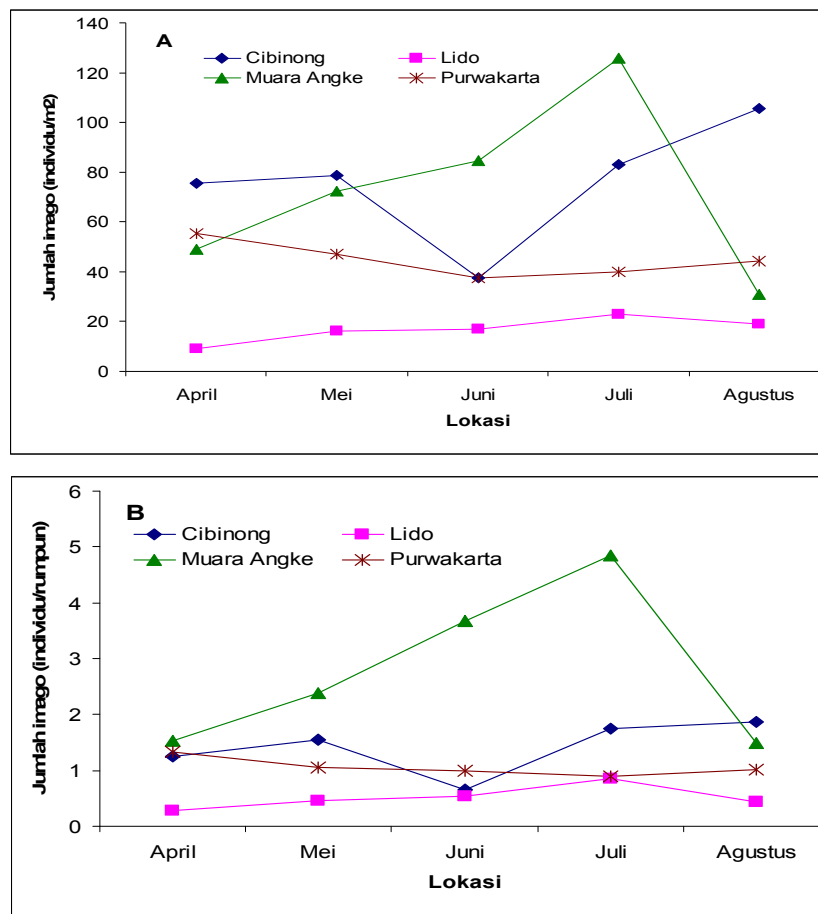 A
Cibinong Lido
Muara Angke Purwakarta
Jumlah imago (individu/m2)
140
120
100
80
60
40
20
0
April Mei Juni Juli Agustus
Lokasi
B
Cibinong Lido
Muara Angke Purwakarta
Jumlah imago (individu/rumpun)
6
5
4
3
2
1
0
April Mei Juni Juli Agustus
Lokasi